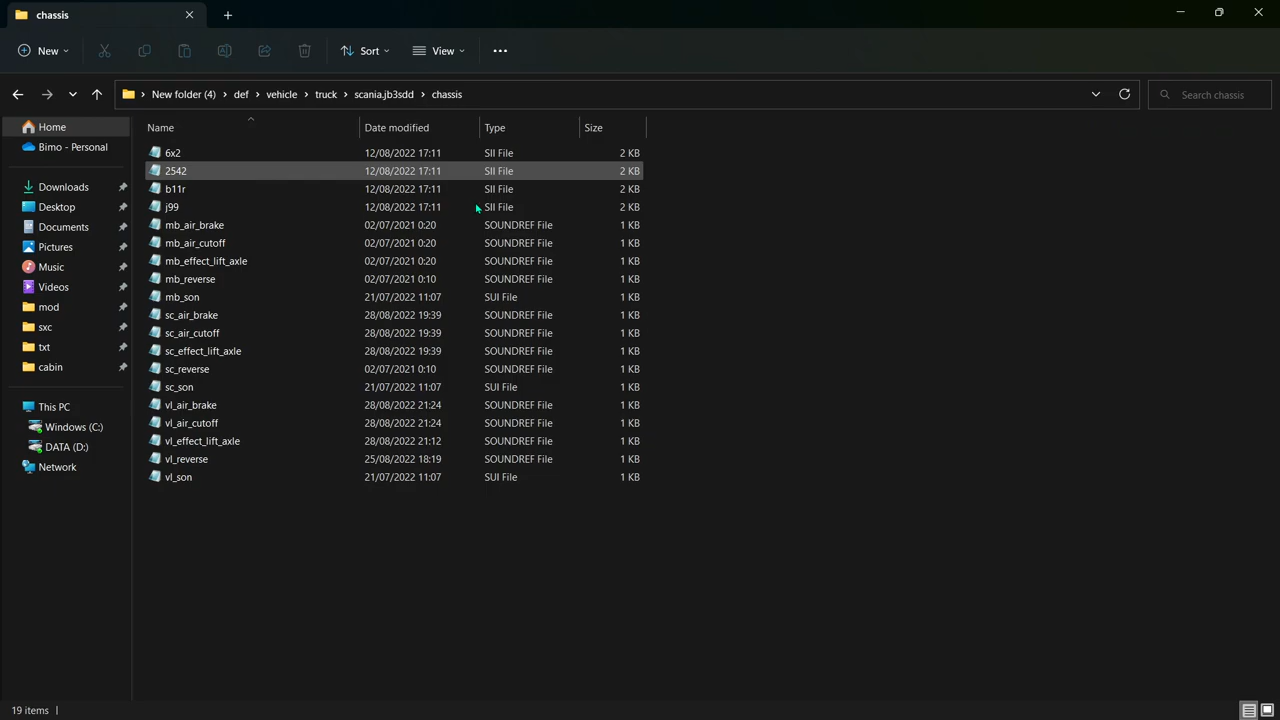 chassis
New
Sort
View
New folder (4) def vehicle truck scania.jb3sdd chassis
Search chassis
Home
Bimo - Personal
Downloads
Desktop
Documents
Pictures
Music
Videos
mod
sxc
txt
cabin
This PC
Windows (C:)
DATA (D:)
Network
Name Date modified Type Size
6x2 12/08/2022 17:11 SII File 2 KB
2542 12/08/2022 17:11 SII File 2 KB
b11r 12/08/2022 17:11 SII File 2 KB
j99 12/08/2022 17:11 SII File 2 KB
mb_air_brake 02/07/2021 0:20 SOUNDREF File 1 KB
mb_air_cutoff 02/07/2021 0:20 SOUNDREF File 1 KB
mb_effect_lift_axle 02/07/2021 0:20 SOUNDREF File 1 KB
mb_reverse 02/07/2021 0:10 SOUNDREF File 1 KB
mb_son 21/07/2022 11:07 SUI File 1 KB
sc_air_brake 28/08/2022 19:39 SOUNDREF File 1 KB
sc_air_cutoff 28/08/2022 19:39 SOUNDREF File 1 KB
sc_effect_lift_axle 28/08/2022 19:39 SOUNDREF File 1 KB
sc_reverse 02/07/2021 0:10 SOUNDREF File 1 KB
sc_son 21/07/2022 11:07 SUI File 1 KB
vl_air_brake 28/08/2022 21:24 SOUNDREF File 1 KB
vl_air_cutoff 28/08/2022 21:24 SOUNDREF File 1 KB
vl_effect_lift_axle 28/08/2022 21:12 SOUNDREF File 1 KB
vl_reverse 25/08/2022 18:19 SOUNDREF File 1 KB
vl_son 21/07/2022 11:07 SUI File 1 KB
19 items